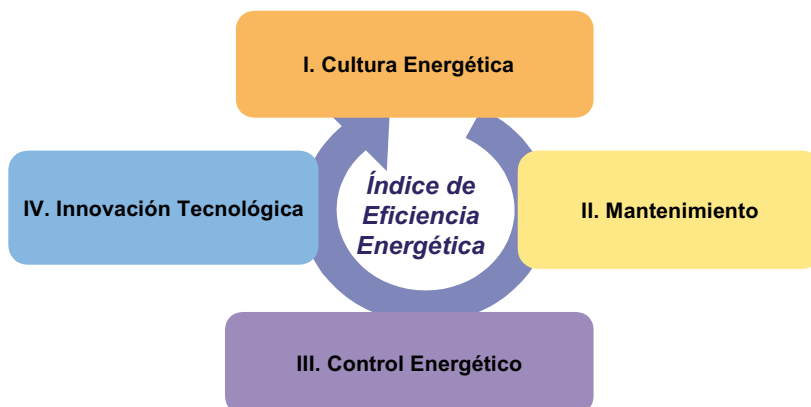 I. Cultura Energética
IV. Innovación Tecnológica
Índice de
Eficiencia
Energética
II. Mantenimiento
III. Control Energético